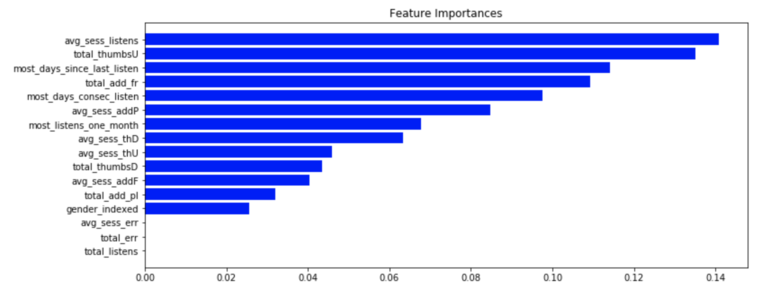 Feature Importances
avg_sess_listens
total_thumbsU
most_days_since_last_listen
total_add_fr
most_days_consec_listen
avg_sess_addP
most_listens_one_month
avg_sess_thD
avg_sess_thU
total_thumbsD
avg_sess_addF
total_add_pl
gender_indexed
avg_sess_err
total_err
total_listens
0.00 0.02 0.04 0.06 0.08 0.10 0.12 0.14